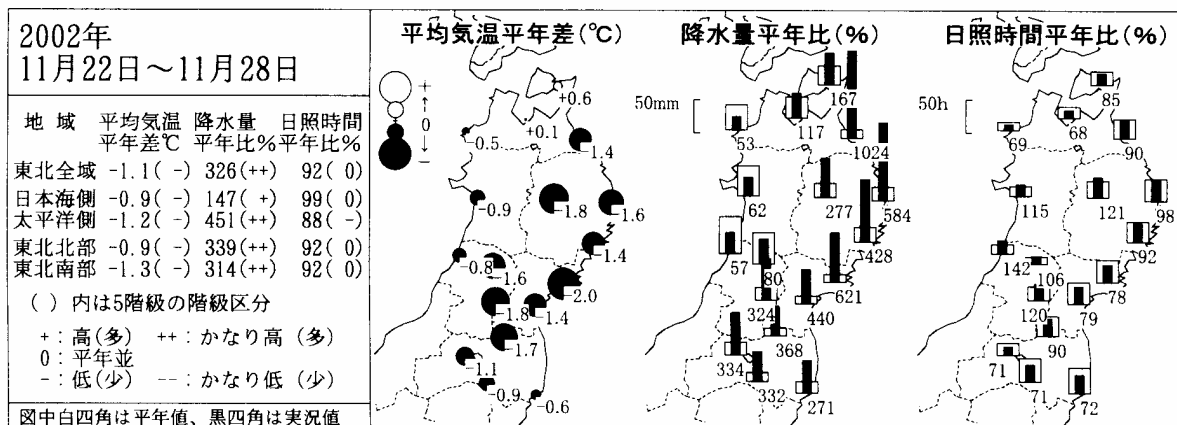 2002年
11月22日～11月28日
地 域 平均気温 降水量 日照時間
平年差℃ 平年比% 平年比%
東北全域 -1.1( -) 326(++) 92( 0)
日本海側 -0.9( -) 147( +) 99( 0)
太平洋側 -1.2( -) 451(++) 88( -)
東北北部 -0.9( -) 339(++) 92( 0)
東北南部 -1.3( -) 314(++) 92( 0)
( ) 内は5階級の階級区分
+:高(多) ++:かなり高 (多)
0:平年並
-:低(少) --:かなり低 (少)
図中白四角は平年値、黒四角は実況値
平均気温平年差(℃)
+
↑
0
↓
-
+0.6
+0.1
-0.5
-1.4
-0.9
-1.8
-1.6
-1.4
-0.8
-1.6
-2.0
-1.8
-1.4
-1.7
-1.1
-0.9
-0.6
降水量平年比(%)
50mm
167
117
53
1024
62
277
584
428
57
80
621
324
440
368
334
332
271
日照時間平年比(%)
50h
85
68
69
90
115
121
98
92
142
106
78
120
79
90
71
71
72